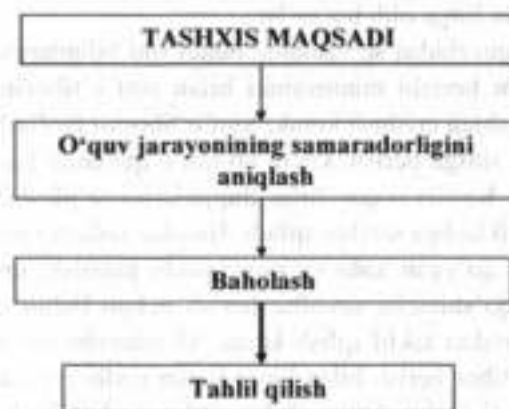 TASHXIS MAQSADI
O‘quv jarayonining samaradorligini
aniqlash
Baholash
Tahlil qilish